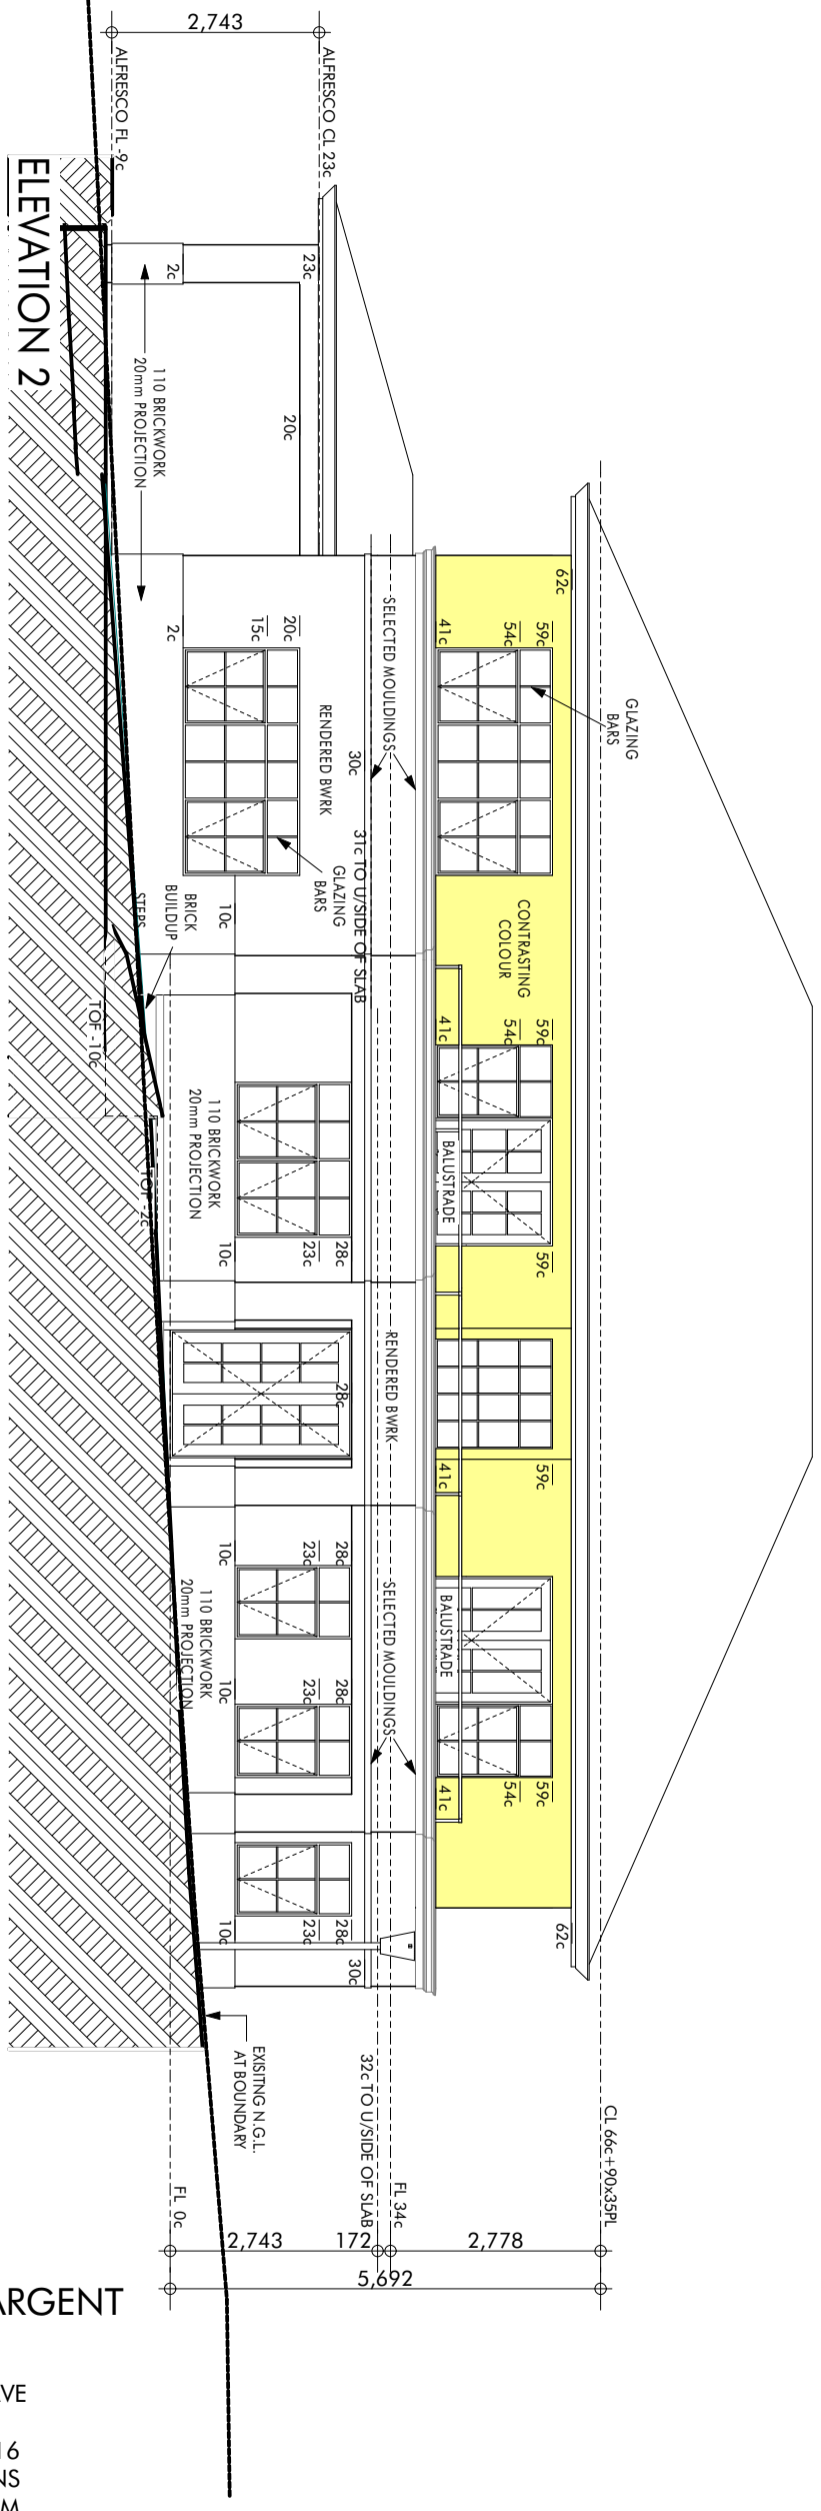 2,743
ALFRESCO FL -9c
ALFRESCO CL 23c
ELEVATION 2
23c
2c
110 BRICKWORK
20mm PROJECTION
20c
62c
59c
54c
41c
GLAZING
BARS
SELECTED MOULDINGS
20c
15c
2c
RENDERED BWRK
30c
31c TO U/SIDE OF SLAB
GLAZING
BARS
10c
BRICK
BUILDUP
STEPS
TOF -10c
TOF -2c
CONTRASTING
COLOUR
59c
54c
41c
BALUSTRADE
59c
110 BRICKWORK
20mm PROJECTION
28c
23c
10c
RENDERED BWRK
28c
59c
41c
28c
23c
10c
110 BRICKWORK
20mm PROJECTION
28c
23c
10c
SELECTED MOULDINGS
BALUSTRADE
59c
54c
41c
62c
28c
23c
10c
30c
EXISITNG N.G.L.
AT BOUNDARY
CL 66c+90x35PL
FL 34c
32c TO U/SIDE OF SLAB
FL 0c
2,743
172
2,778
5,692
ARGENT
VE
16
NS
M